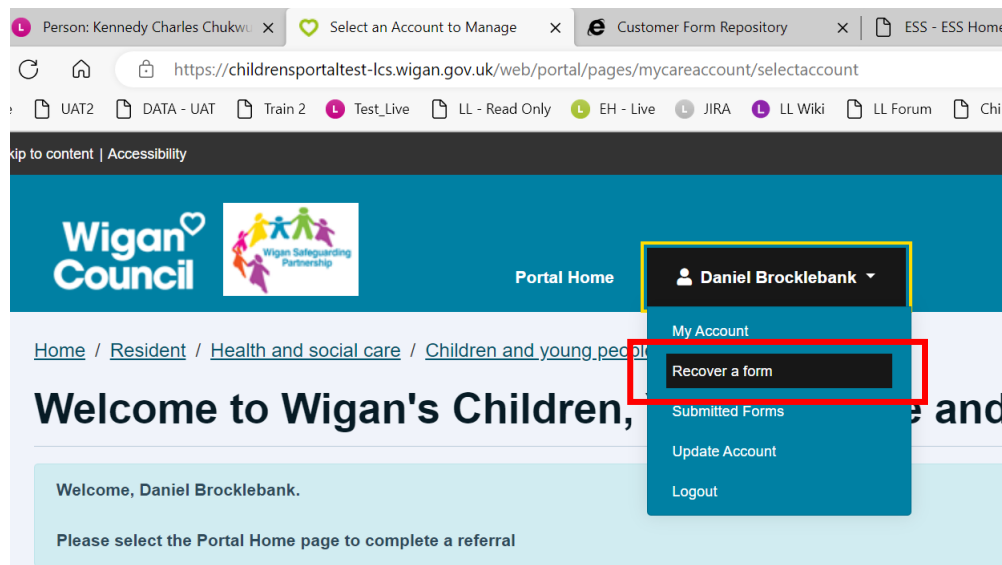 Person: Kennedy Charles Chukwu
Select an Account to Manage
Customer Form Repository
ESS - ESS Home
https://childrensportaltest-lcs.wigan.gov.uk/web/portal/pages/mycareaccount/selectaccount
UAT2 DATA - UAT Train 2 Test_Live LL - Read Only EH - Live JIRA LL Wiki LL Forum Chi
kip to content | Accessibility
Wigan Council
Wigan Safeguarding Partnership
Portal Home
Daniel Brocklebank
My Account
Recover a form
Submitted Forms
Update Account
Logout
Home / Resident / Health and social care / Children and young people
Welcome to Wigan's Children, e and
Welcome, Daniel Brocklebank.
Please select the Portal Home page to complete a referral